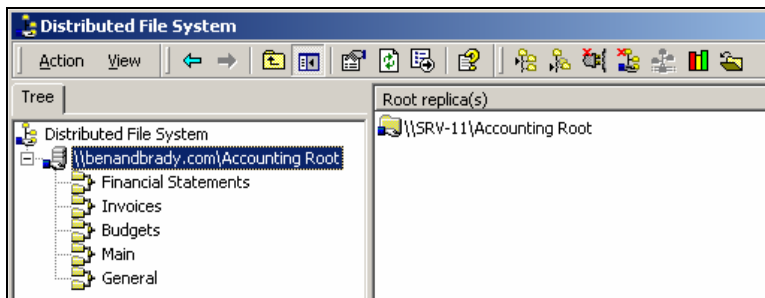 Distributed File System
Action View
Tree
Root replica(s)
Distributed File System
\\benandbrady.com\Accounting Root
Financial Statements
Invoices
Budgets
Main
General
\\SRV-11\Accounting Root